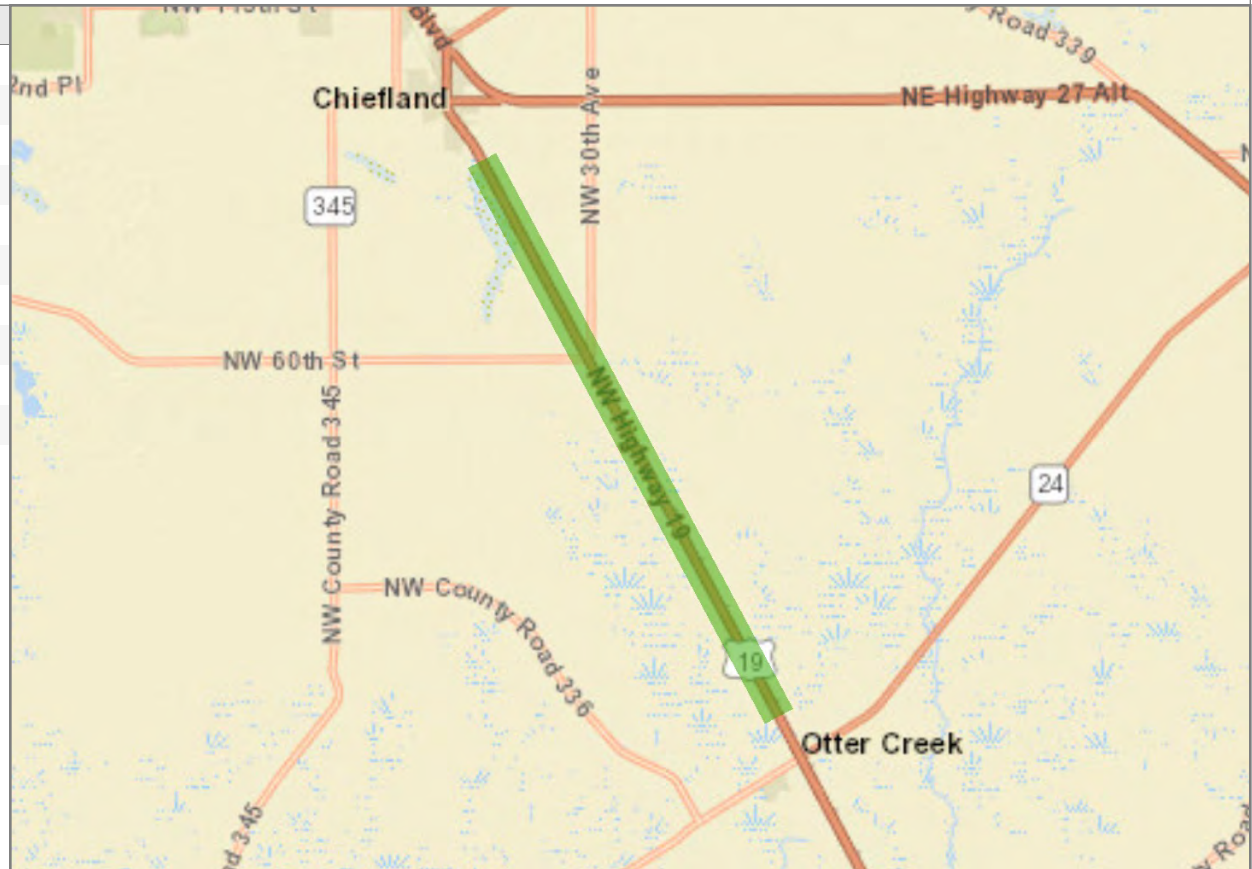 Blvd
Road 339
2nd Pl
Chiefland
NE Highway 27 Alt
NW 30th Ave
345
NW 60th St
NW Highway 19
NW County Road 345
24
NW County Road 336
19
Otter Creek
345
Road